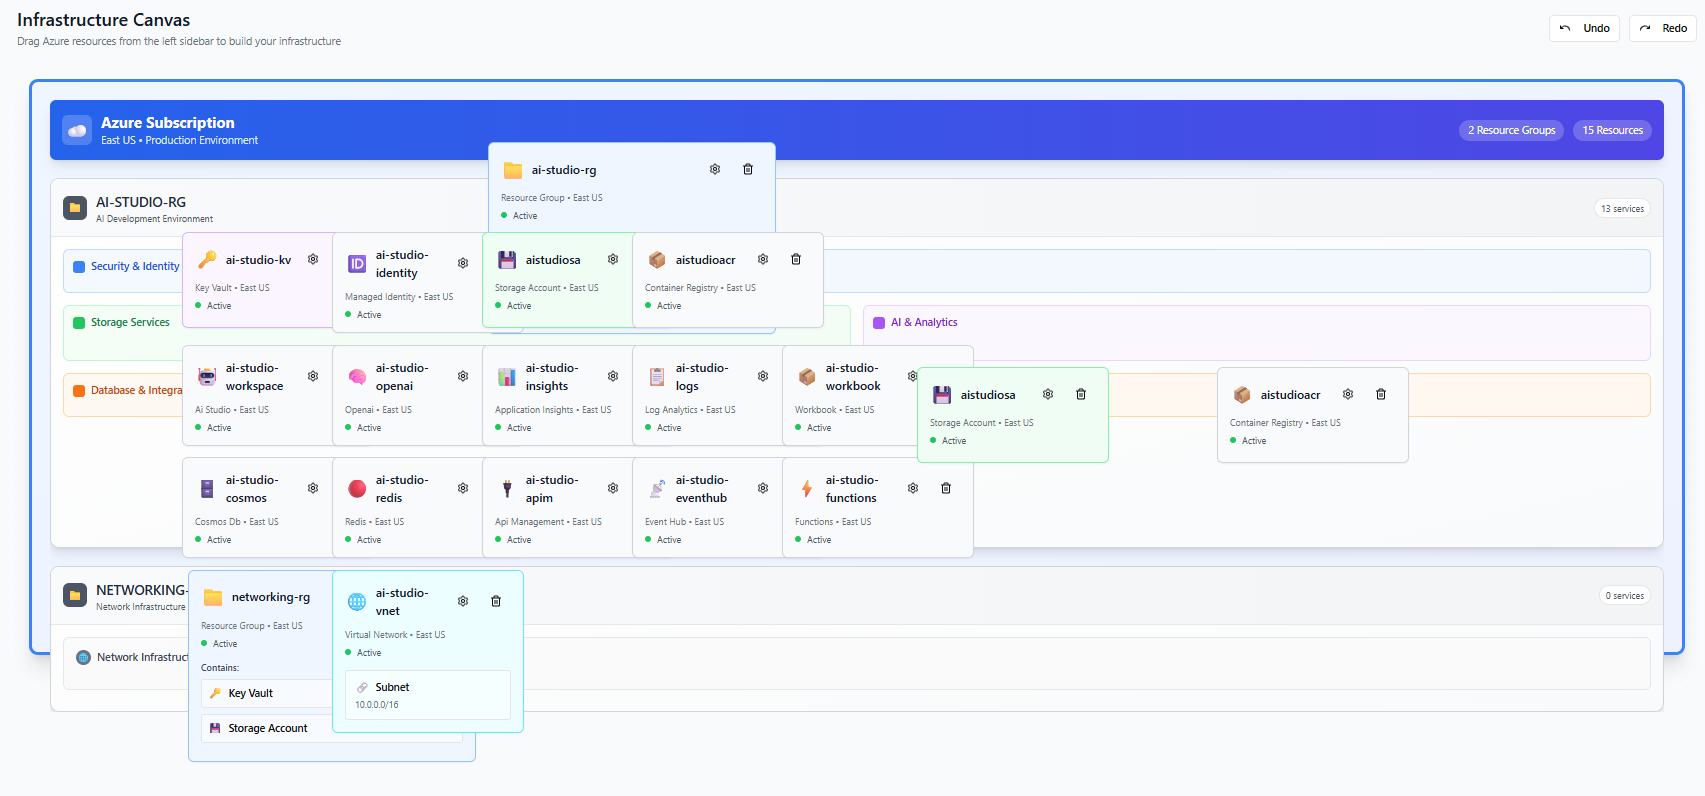 Infrastructure Canvas
Drag Azure resources from the left sidebar to build your infrastructure
Undo
Redo
Azure Subscription
East US • Production Environment
2 Resource Groups
15 Resources
ai-studio-rg
Resource Group • East US
Active
AI-STUDIO-RG
AI Development Environment
13 services
Security & Identity
ai-studio-kv
Key Vault • East US
Active
ai-studio-
identity
Managed Identity • East US
Active
aistudiosa
Storage Account • East US
Active
aistudioacr
Container Registry • East US
Active
Storage Services
AI & Analytics
Database & Integra
ai-studio-
workspace
Ai Studio • East US
Active
ai-studio-
openai
Openai • East US
Active
ai-studio-
insights
Application Insights • East US
Active
ai-studio-
logs
Log Analytics • East US
Active
ai-studio-
workbook
Workbook • East US
Active
aistudiosa
Storage Account • East US
Active
aistudioacr
Container Registry • East US
Active
ai-studio-
cosmos
Cosmos Db • East US
Active
ai-studio-
redis
Redis • East US
Active
ai-studio-
apim
Api Management • East US
Active
ai-studio-
eventhub
Event Hub • East US
Active
ai-studio-
functions
Functions • East US
Active
NETWORKING-
Network Infrastructure
0 services
networking-rg
Resource Group • East US
Active
Contains:
Key Vault
Storage Account
ai-studio-
vnet
Virtual Network • East US
Active
Subnet
10.0.0.0/16
Network Infrastruct